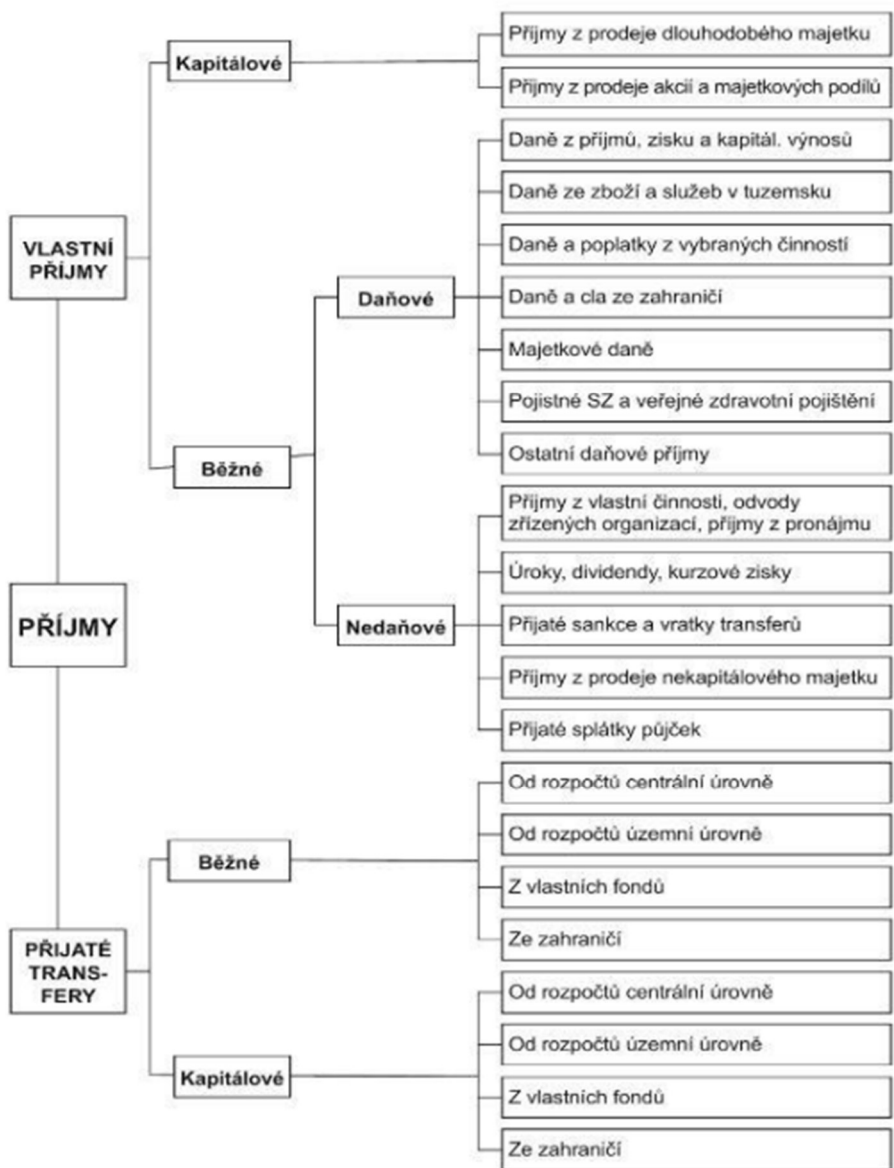 Kapitálové
Příjmy z prodeje dlouhodobého majetku
Příjmy z prodeje akcií a majetkových podílů
VLASTNÍ
PŘÍJMY
Daně z příjmů, zisku a kapitál. výnosů
Daně ze zboží a služeb v tuzemsku
Daně a poplatky z vybraných činností
Daňové
Daně a cla ze zahraničí
Majetkové daně
Pojistné SZ a veřejné zdravotní pojištění
Ostatní daňové příjmy
Běžné
Příjmy z vlastní činnosti, odvody
zřízených organizací, příjmy z pronájmu
Úroky, dividendy, kurzové zisky
PŘÍJMY
Nedaňové
Přijaté sankce a vratky transferů
Příjmy z prodeje nekapitálového majetku
Přijaté splátky půjček
Od rozpočtů centrální úrovně
Běžné
Od rozpočtů územní úrovně
Z vlastních fondů
Ze zahraničí
PŘIJATÉ
TRANS-
FERY
Od rozpočtů centrální úrovně
Od rozpočtů územní úrovně
Kapitálové
Z vlastních fondů
Ze zahraničí